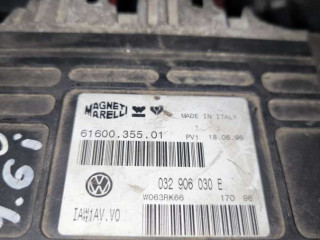 MAGNETI
MARELLI
MADE IN ITALY
61600.355.01 PV1 18.06.96
032 906 030 E
W063RK66 170 96
IAW1AV.V0
1.6i